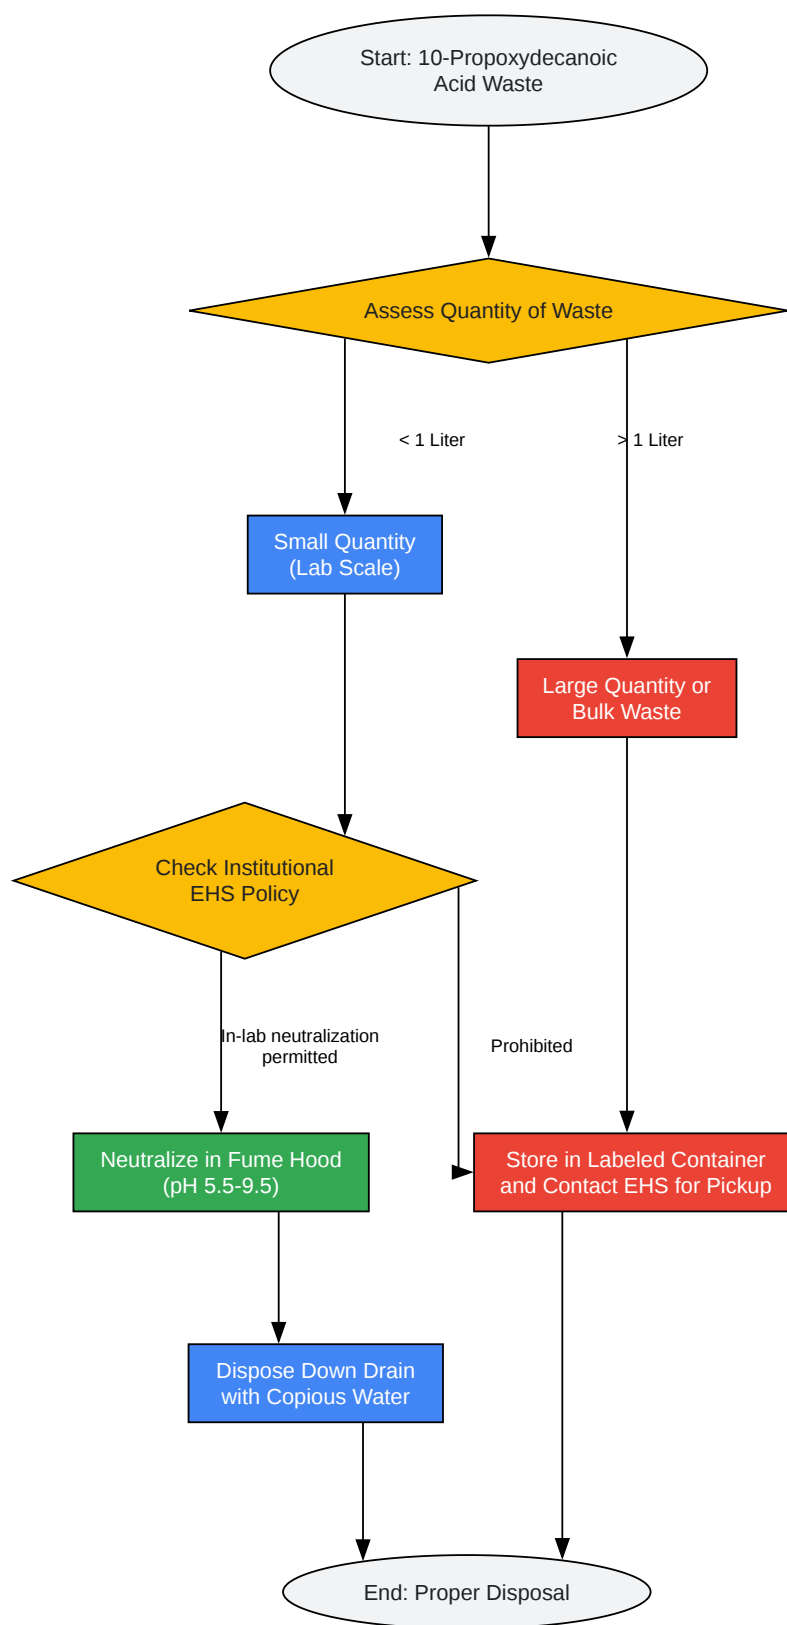 Start: 10-Propoxydecanoic
Acid Waste
Assess Quantity of Waste
< 1 Liter
> 1 Liter
Small Quantity
(Lab Scale)
Large Quantity or
Bulk Waste
Check Institutional
EHS Policy
In-lab neutralization
permitted
Prohibited
Neutralize in Fume Hood
(pH 5.5-9.5)
Store in Labeled Container
and Contact EHS for Pickup
Dispose Down Drain
with Copious Water
End: Proper Disposal